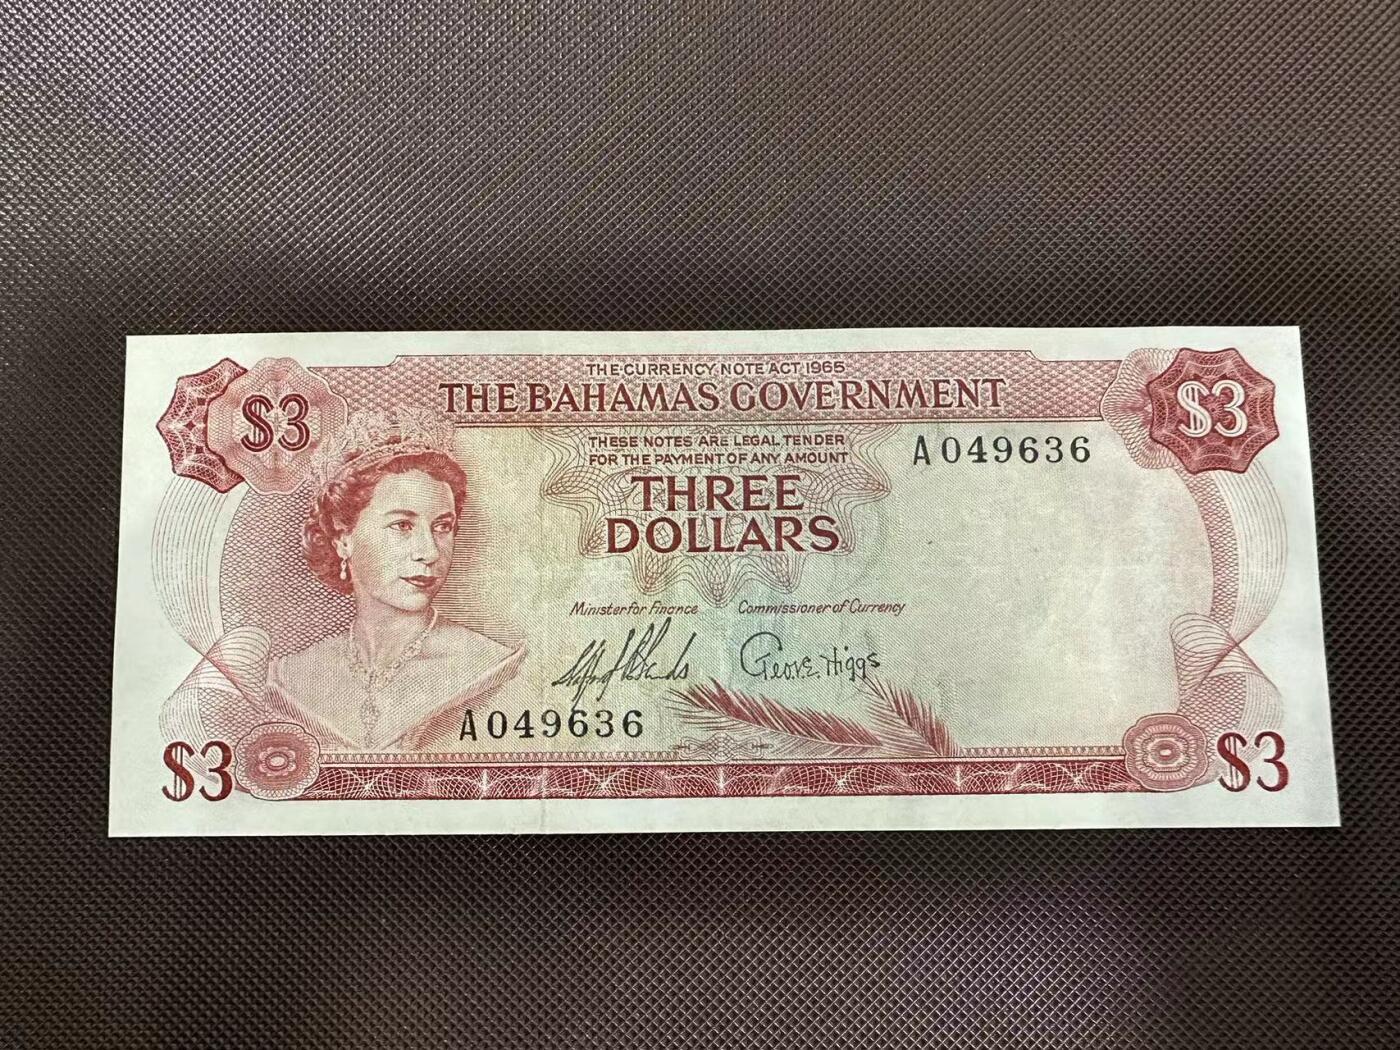 THE CURRENCY NOTE ACT 1965
THE BAHAMAS GOVERNMENT
$3
$3
THESE NOTES ARE LEGAL TENDER
FOR THE PAYMENT OF ANY AMOUNT
A049636
THREE
DOLLARS
Minister for Finance
Commissioner of Currency
Geo. E. Higgs
A049636
$3
$3